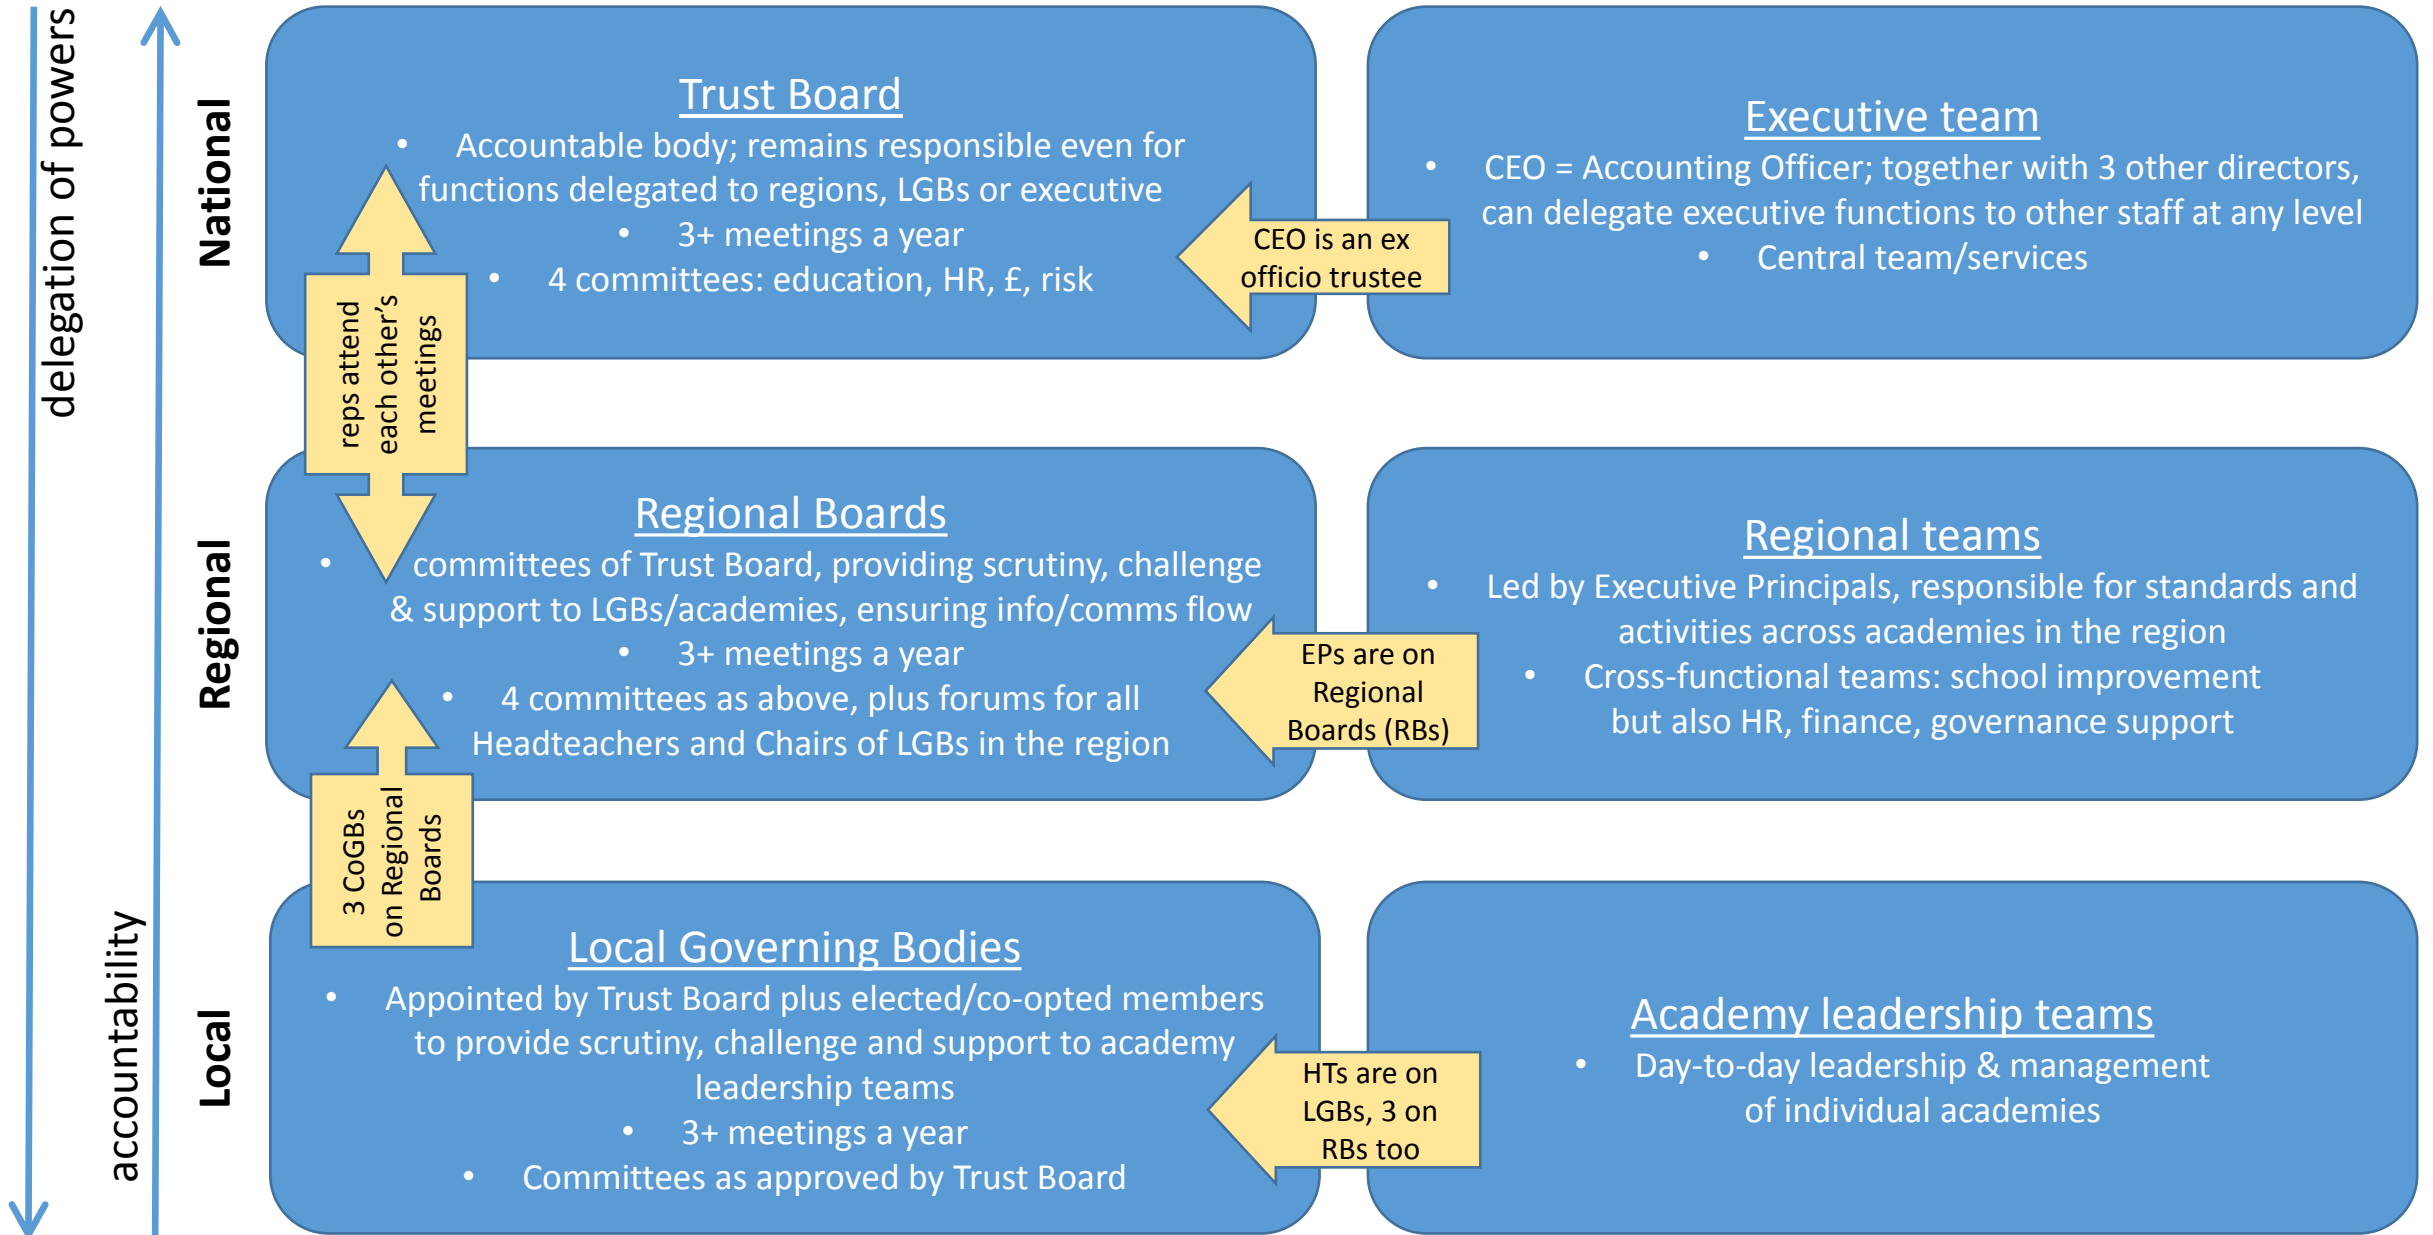 delegation of powers
accountability
National
Trust Board
• Accountable body; remains responsible even for
functions delegated to regions, LGBs or executive
• 3+ meetings a year
• 4 committees: education, HR, £, risk
CEO is an ex
officio trustee
Executive team
• CEO = Accounting Officer; together with 3 other directors,
can delegate executive functions to other staff at any level
• Central team/services
reps attend
each other’s
meetings
Regional
Regional Boards
• committees of Trust Board, providing scrutiny, challenge
& support to LGBs/academies, ensuring info/comms flow
• 3+ meetings a year
• 4 committees as above, plus forums for all
Headteachers and Chairs of LGBs in the region
EPs are on
Regional
Boards (RBs)
Regional teams
• Led by Executive Principals, responsible for standards and
activities across academies in the region
• Cross-functional teams: school improvement
but also HR, finance, governance support
3 CoGBs
on Regional
Boards
Local
Local Governing Bodies
• Appointed by Trust Board plus elected/co-opted members
to provide scrutiny, challenge and support to academy
leadership teams
• 3+ meetings a year
• Committees as approved by Trust Board
HTs are on
LGBs, 3 on
RBs too
Academy leadership teams
• Day-to-day leadership & management
of individual academies